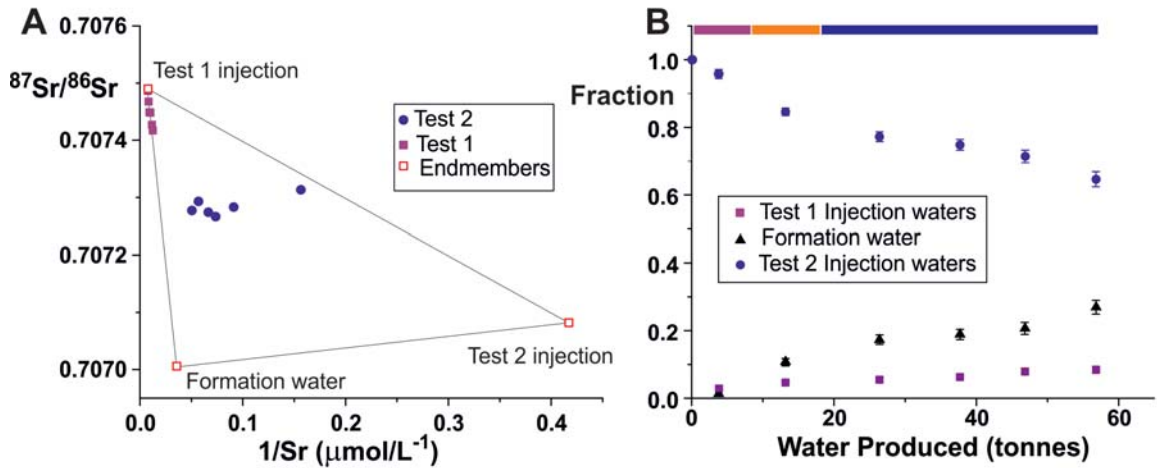 A
0.7076
⁸⁷Sr/⁸⁶Sr
0.7074
0.7072
0.7070
Test 1 injection
Test 2
Test 1
Endmembers
Test 2 injection
Formation water
0.0 0.1 0.2 0.3 0.4
1/Sr (μmol/L⁻¹)
B
1.0
Fraction
0.8
0.6
0.4
0.2
0.0
Test 1 Injection waters
Formation water
Test 2 Injection waters
0 20 40 60
Water Produced (tonnes)